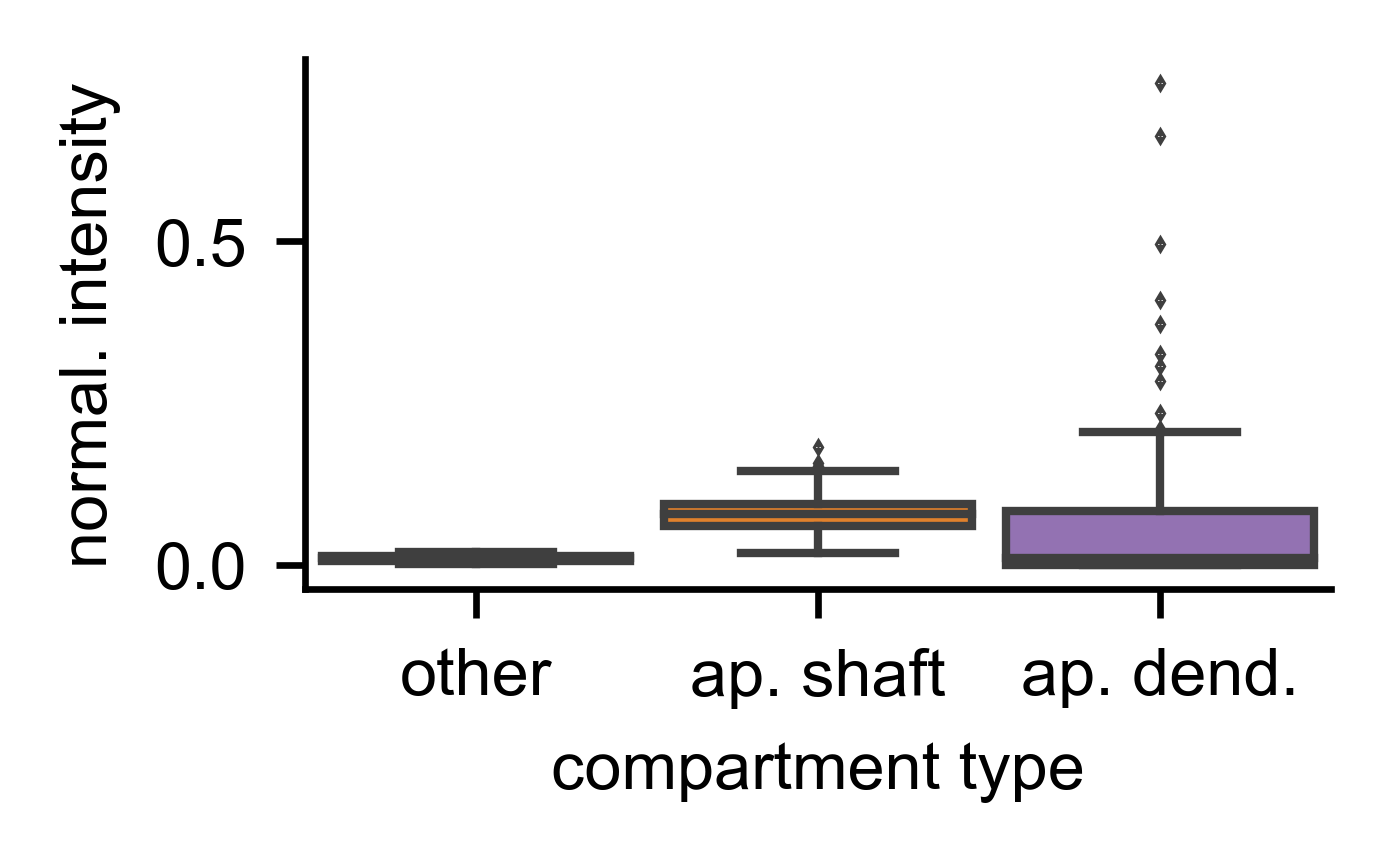 normal. intensity
0.5
0.0
other
ap. shaft
ap. dend.
compartment type